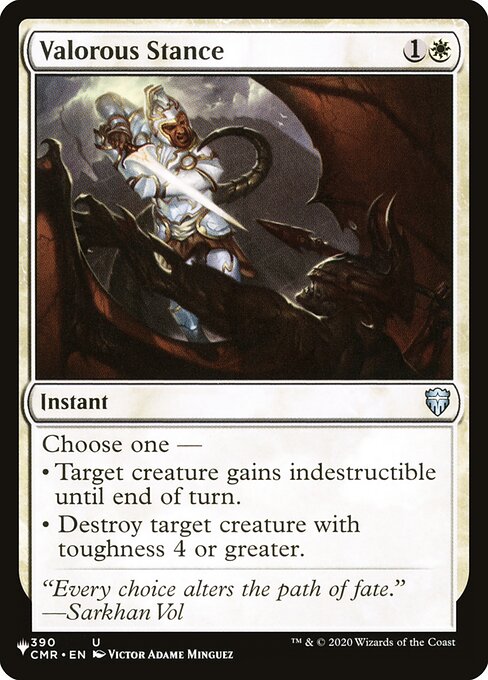 Valorous Stance 1
Instant
Choose one —
• Target creature gains indestructible
until end of turn.
• Destroy target creature with
toughness 4 or greater.
“Every choice alters the path of fate.”
—Sarkhan Vol
390 U
CMR • EN Victor Adame Minguez
™ & © 2020 Wizards of the Coast